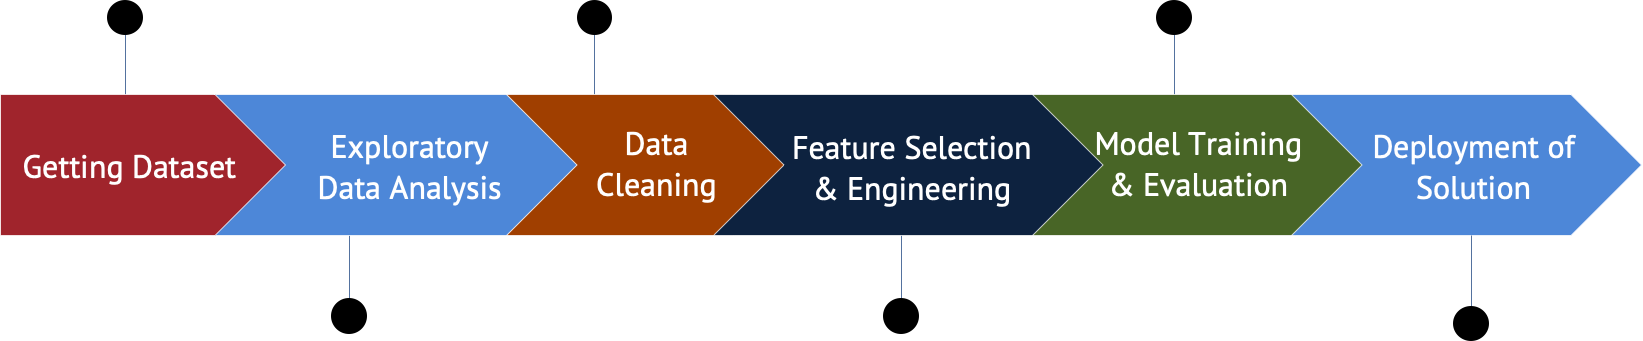 Getting Dataset
Exploratory
Data Analysis
Data
Cleaning
Feature Selection
& Engineering
Model Training
& Evaluation
Deployment of
Solution